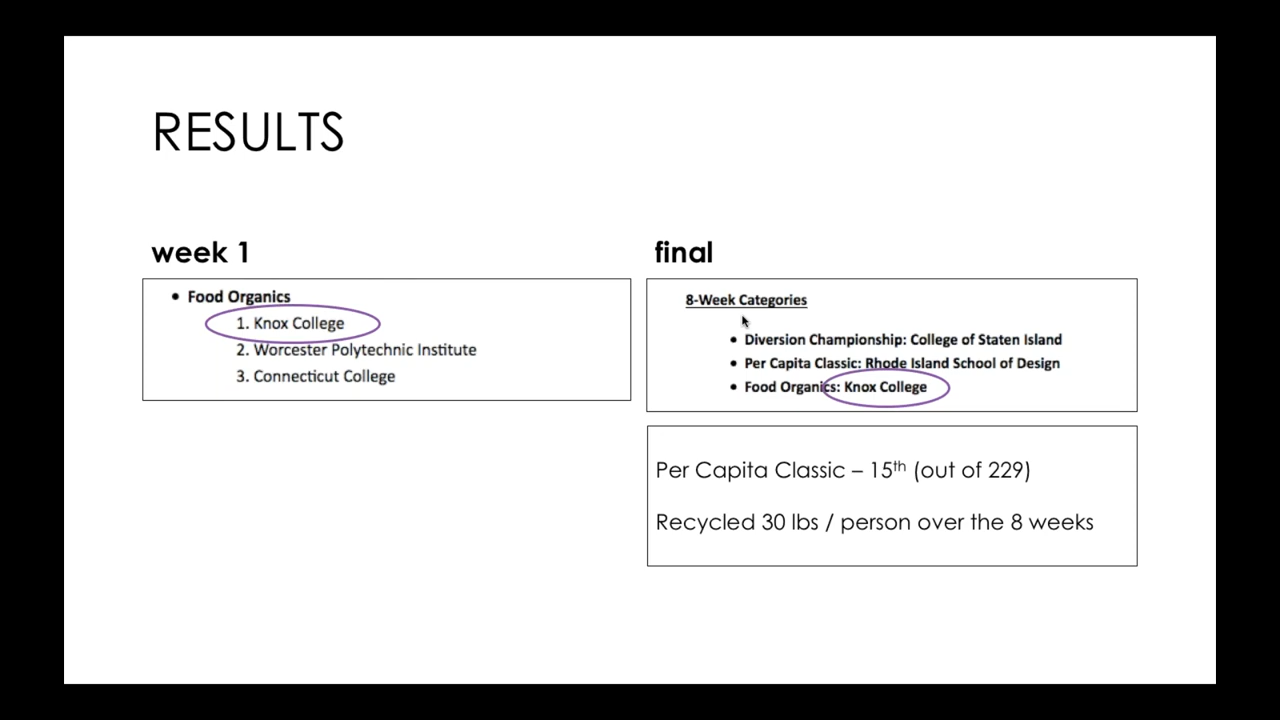 RESULTS
week 1
• Food Organics
1. Knox College
2. Worcester Polytechnic Institute
3. Connecticut College
final
8-Week Categories
• Diversion Championship: College of Staten Island
• Per Capita Classic: Rhode Island School of Design
• Food Organics: Knox College
Per Capita Classic – 15th (out of 229)
Recycled 30 lbs / person over the 8 weeks